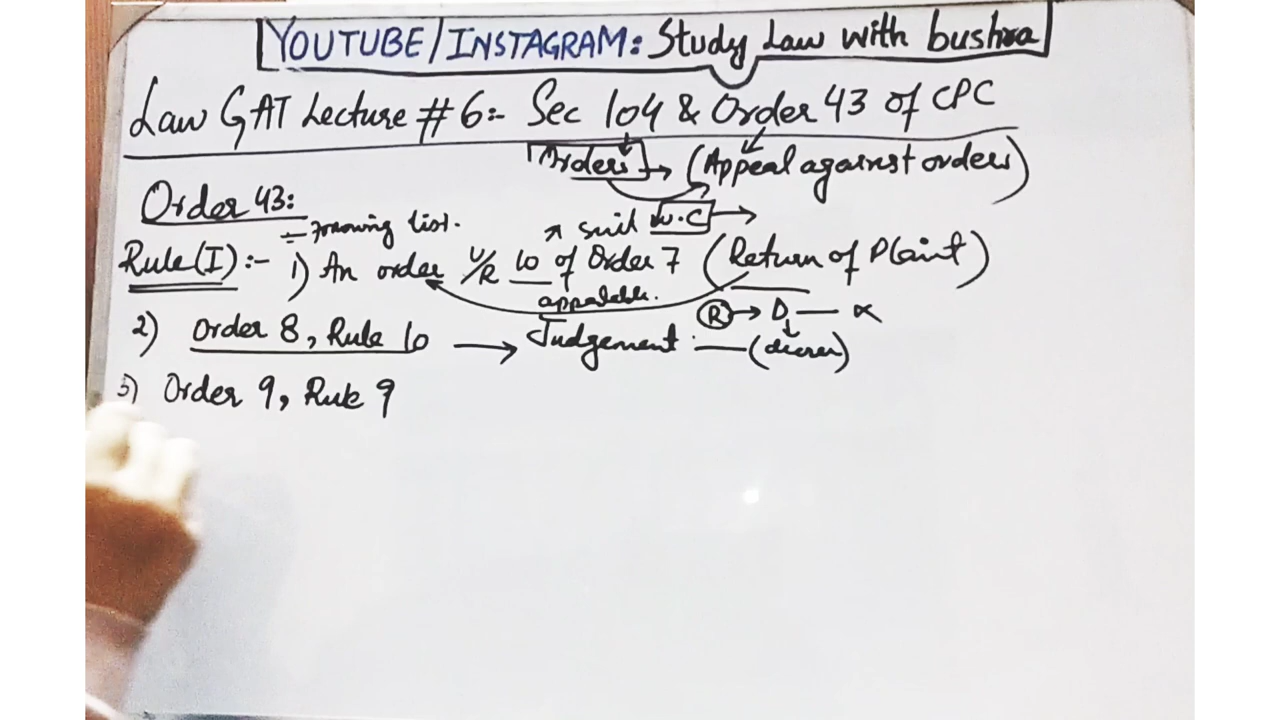 YOUTUBE/INSTAGRAM: Study Law with bushra
Law GAT Lecture # 6:- Sec 104 & Order 43 of CPC
Orders → (Appeal against orders)
Order 43:
suit w.c →
Rule (I) :- 1) An order U/R 10 of Order 7 (Return of Plaint)
appealable.
R → D
2) Order 8, Rule 10 → Judgement — (decree)
3) Order 9, Rule 9